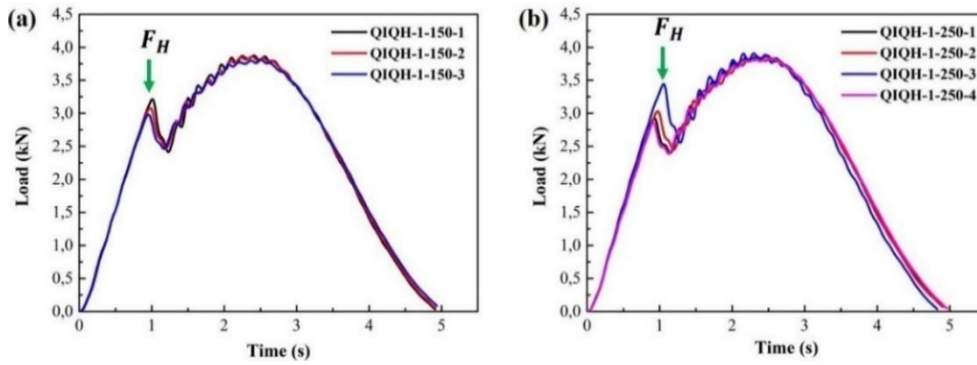 (a)
4,5
4,0
3,5
3,0
2,5
2,0
1,5
1,0
0,5
0,0
Load (kN)
F_H
QIQH-1-150-1
QIQH-1-150-2
QIQH-1-150-3
0 1 2 3 4 5
Time (s)
(b)
4,5
4,0
3,5
3,0
2,5
2,0
1,5
1,0
0,5
0,0
Load (kN)
F_H
QIQH-1-250-1
QIQH-1-250-2
QIQH-1-250-3
QIQH-1-250-4
0 1 2 3 4 5
Time (s)